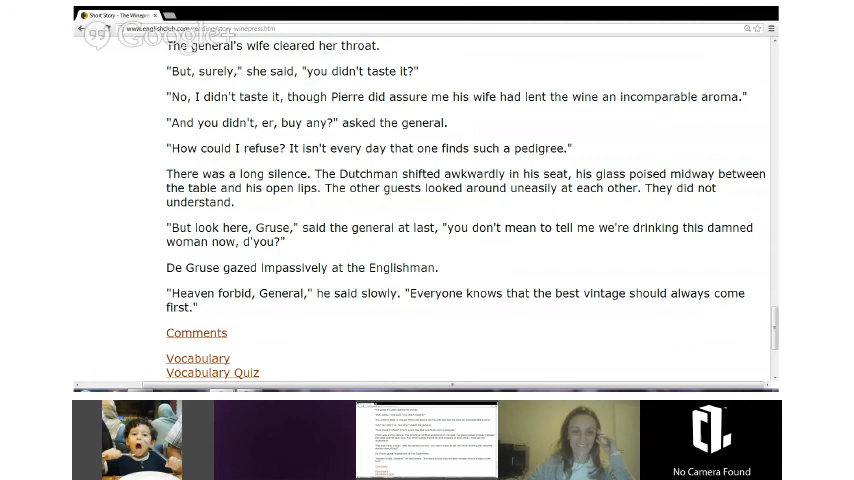 Short Story - The Winepre
www.englishclub.com/reading/story-winepress.htm
Google+
The general's wife cleared her throat.
"But, surely," she said, "you didn't taste it?"
"No, I didn't taste it, though Pierre did assure me his wife had lent the wine an incomparable aroma."
"And you didn't, er, buy any?" asked the general.
"How could I refuse? It isn't every day that one finds such a pedigree."
There was a long silence. The Dutchman shifted awkwardly in his seat, his glass poised midway between
the table and his open lips. The other guests looked around uneasily at each other. They did not
understand.
"But look here, Gruse," said the general at last, "you don't mean to tell me we're drinking this damned
woman now, d'you?"
De Gruse gazed impassively at the Englishman.
"Heaven forbid, General," he said slowly. "Everyone knows that the best vintage should always come
first."
Comments
Vocabulary
Vocabulary Quiz
No Camera Found